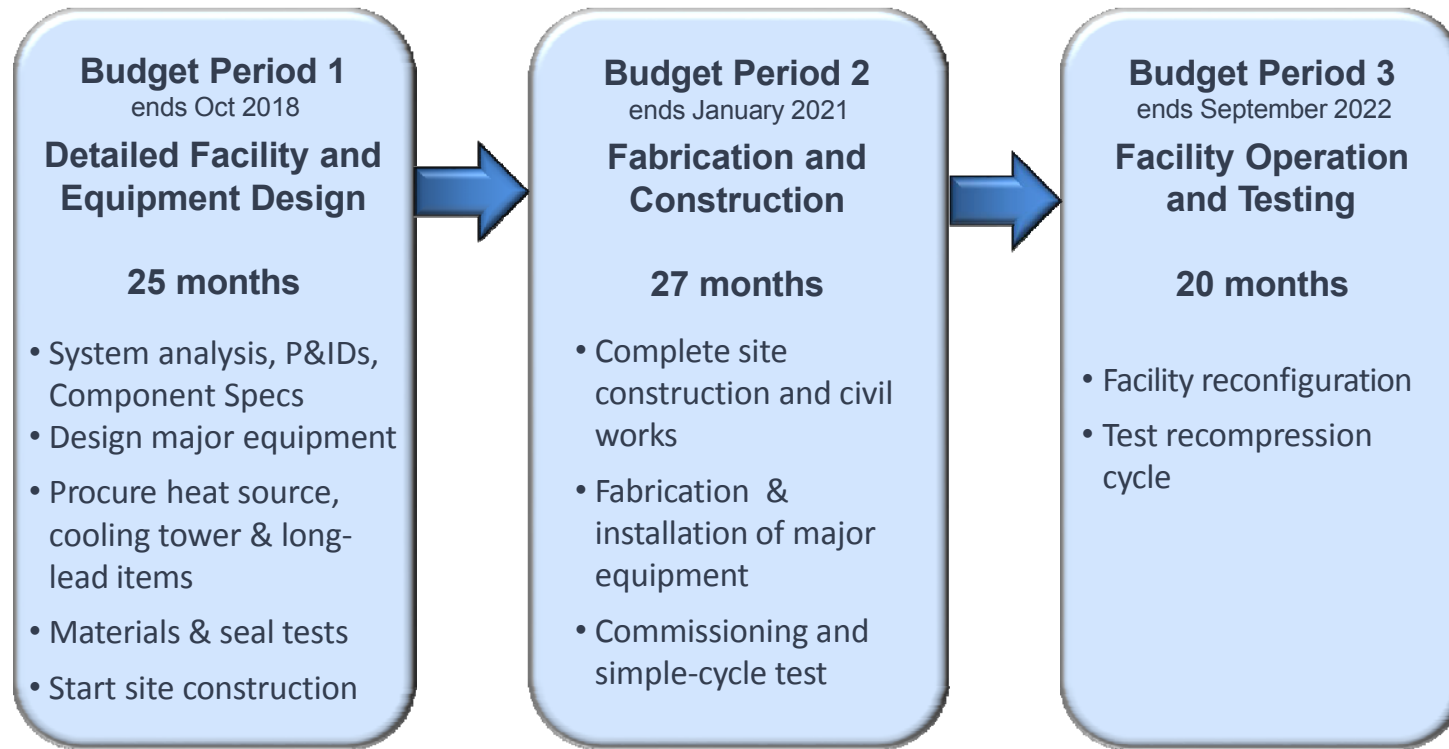 Budget Period 1
ends Oct 2018
Detailed Facility and
Equipment Design
25 months
• System analysis, P&IDs,
Component Specs
• Design major equipment
• Procure heat source,
cooling tower & long-
lead items
• Materials & seal tests
• Start site construction
Budget Period 2
ends January 2021
Fabrication and
Construction
27 months
• Complete site
construction and civil
works
• Fabrication & 
installation of major
equipment
• Commissioning and
simple-cycle test
Budget Period 3
ends September 2022
Facility Operation
and Testing
20 months
• Facility reconfiguration
• Test recompression
cycle